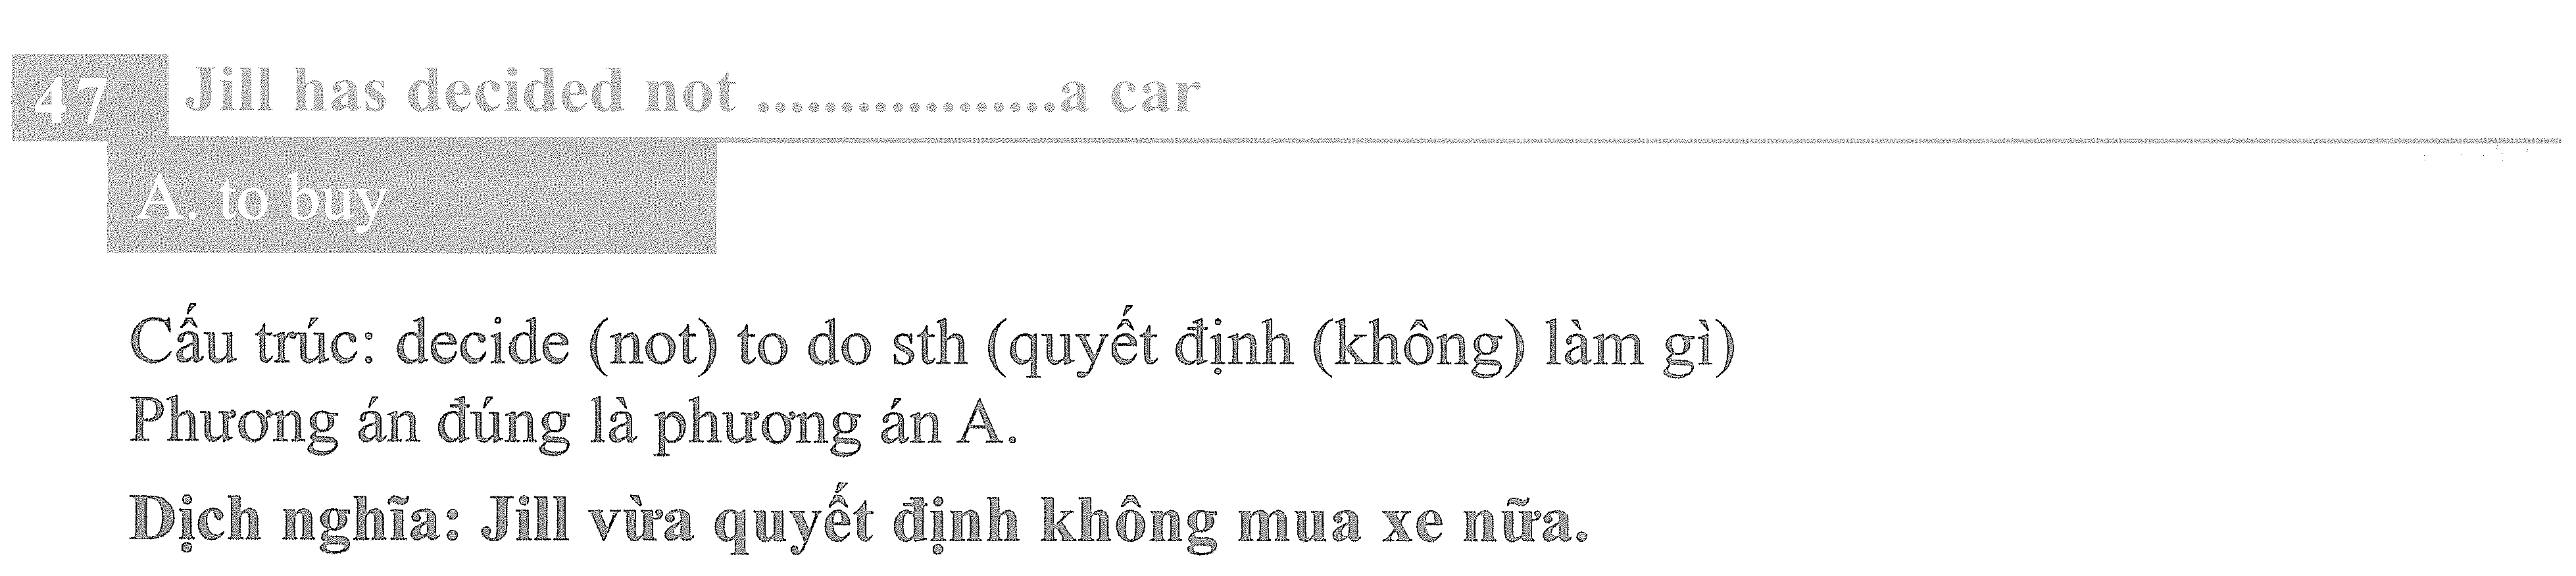 47 Jill has decided not ..................a car
A. to buy
Cấu trúc: decide (not) to do sth (quyết định (không) làm gì)
Phương án đúng là phương án A.
Dịch nghĩa: Jill vừa quyết định không mua xe nữa.